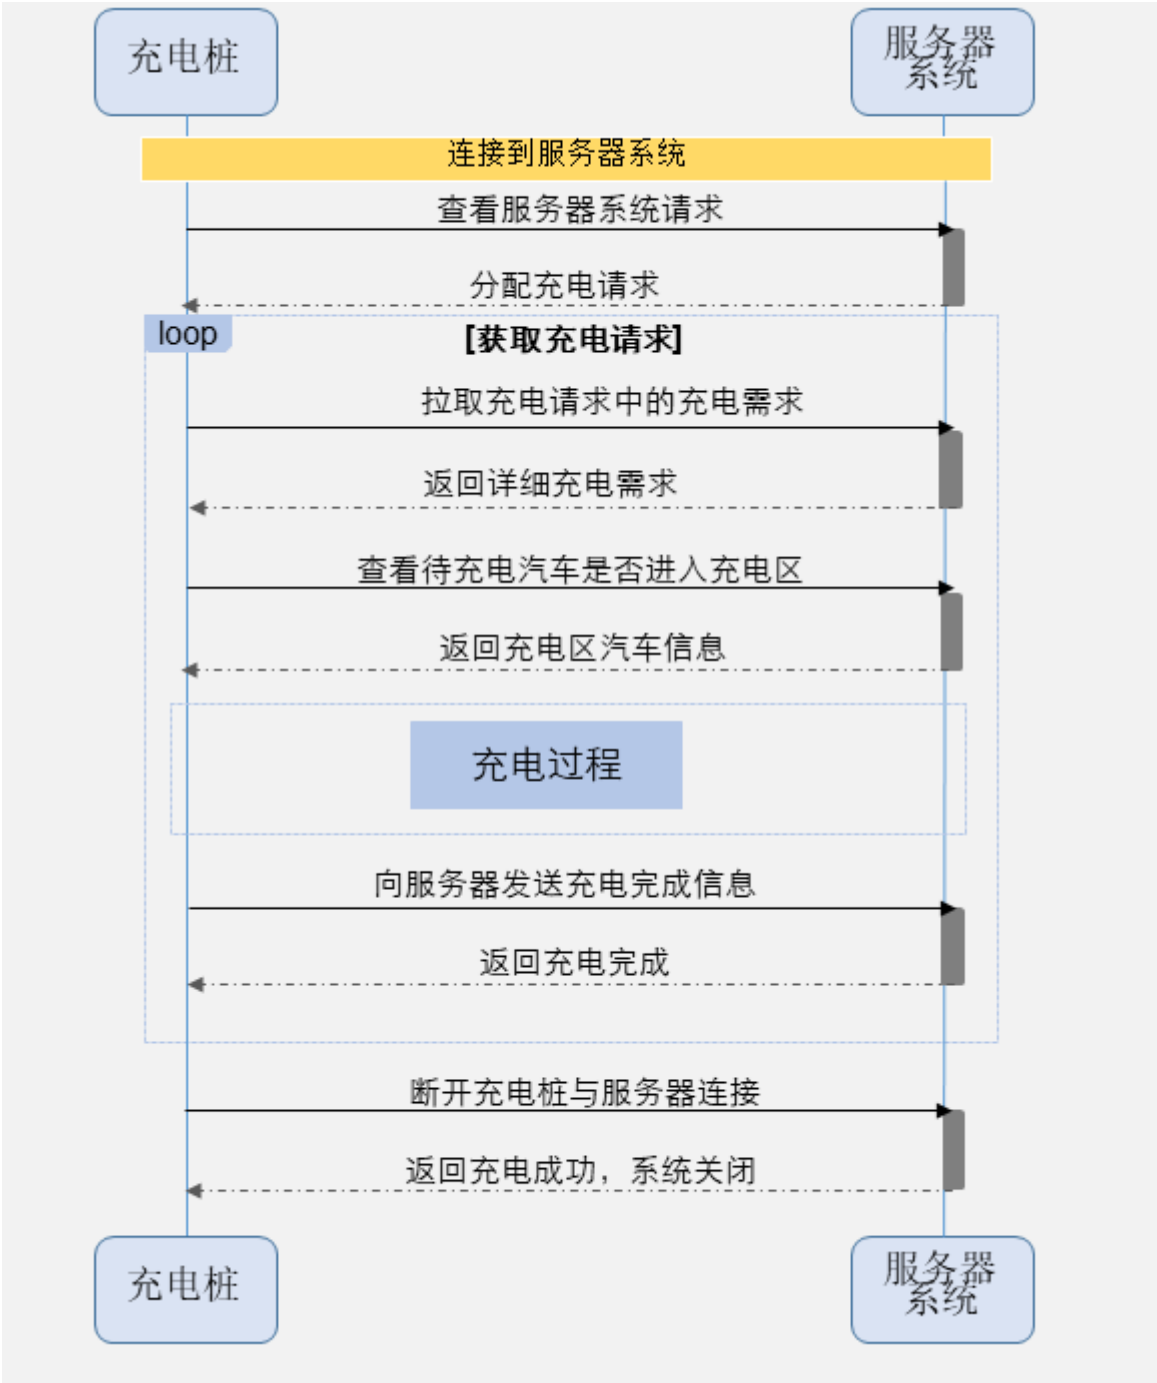 充电桩
服务器
系统
连接到服务器系统
查看服务器系统请求
分配充电请求
loop
[获取充电请求]
拉取充电请求中的充电需求
返回详细充电需求
查看待充电汽车是否进入充电区
返回充电区汽车信息
充电过程
向服务器发送充电完成信息
返回充电完成
断开充电桩与服务器连接
返回充电成功，系统关闭
充电桩
服务器
系统